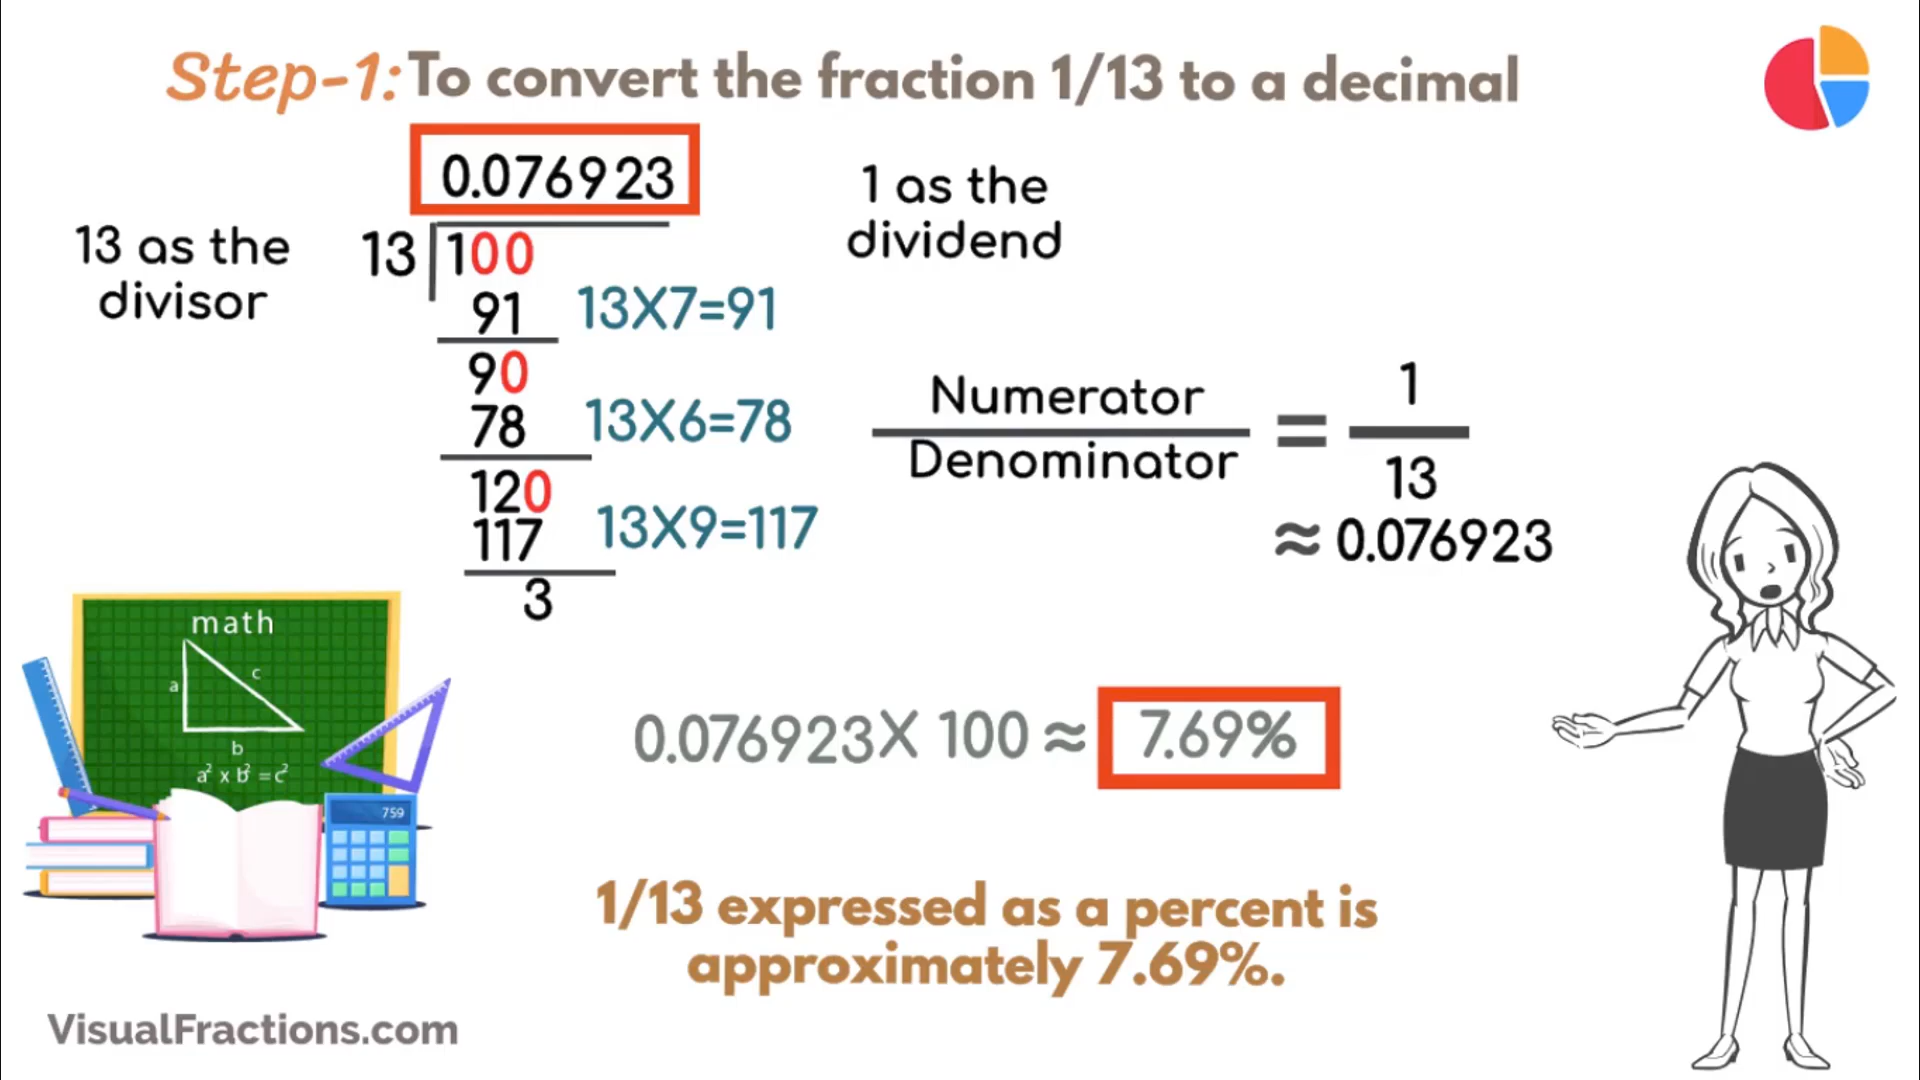 Step-1: To convert the fraction 1/13 to a decimal
0.076923
1 as the
dividend
13 as the
divisor
13 100
91 13X7=91
90
78 13X6=78
120
117 13X9=117
3
Numerator
Denominator
=
1
13
≈ 0.076923
math
a
c
b
a² x b² = c²
759
0.076923X 100 ≈ 7.69%
1/13 expressed as a percent is
approximately 7.69%.
VisualFractions.com